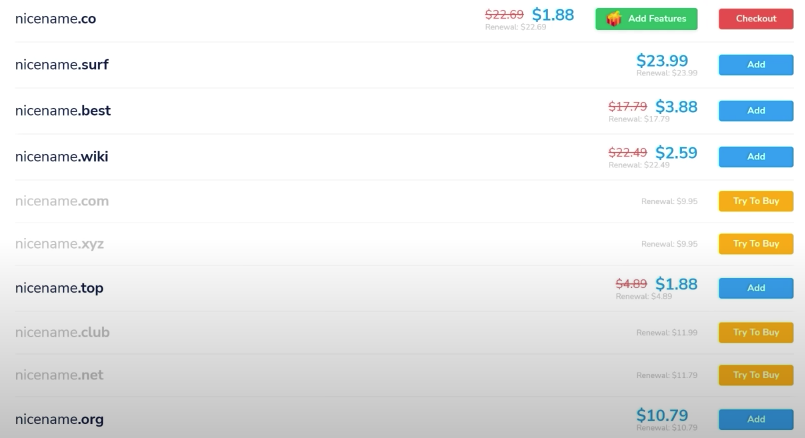 nicename.co $22.69 $1.88 Add Features Checkout
Renewal: $22.69
nicename.surf $23.99 Add
Renewal: $23.99
nicename.best $17.79 $3.88 Add
Renewal: $17.79
nicename.wiki $22.49 $2.59 Add
Renewal: $22.49
nicename.com Renewal: $9.95 Try To Buy
nicename.xyz Renewal: $9.95 Try To Buy
nicename.top $4.89 $1.88 Add
Renewal: $4.89
nicename.club Renewal: $11.99 Try To Buy
nicename.net Renewal: $11.79 Try To Buy
nicename.org $10.79 Add
Renewal: $10.79